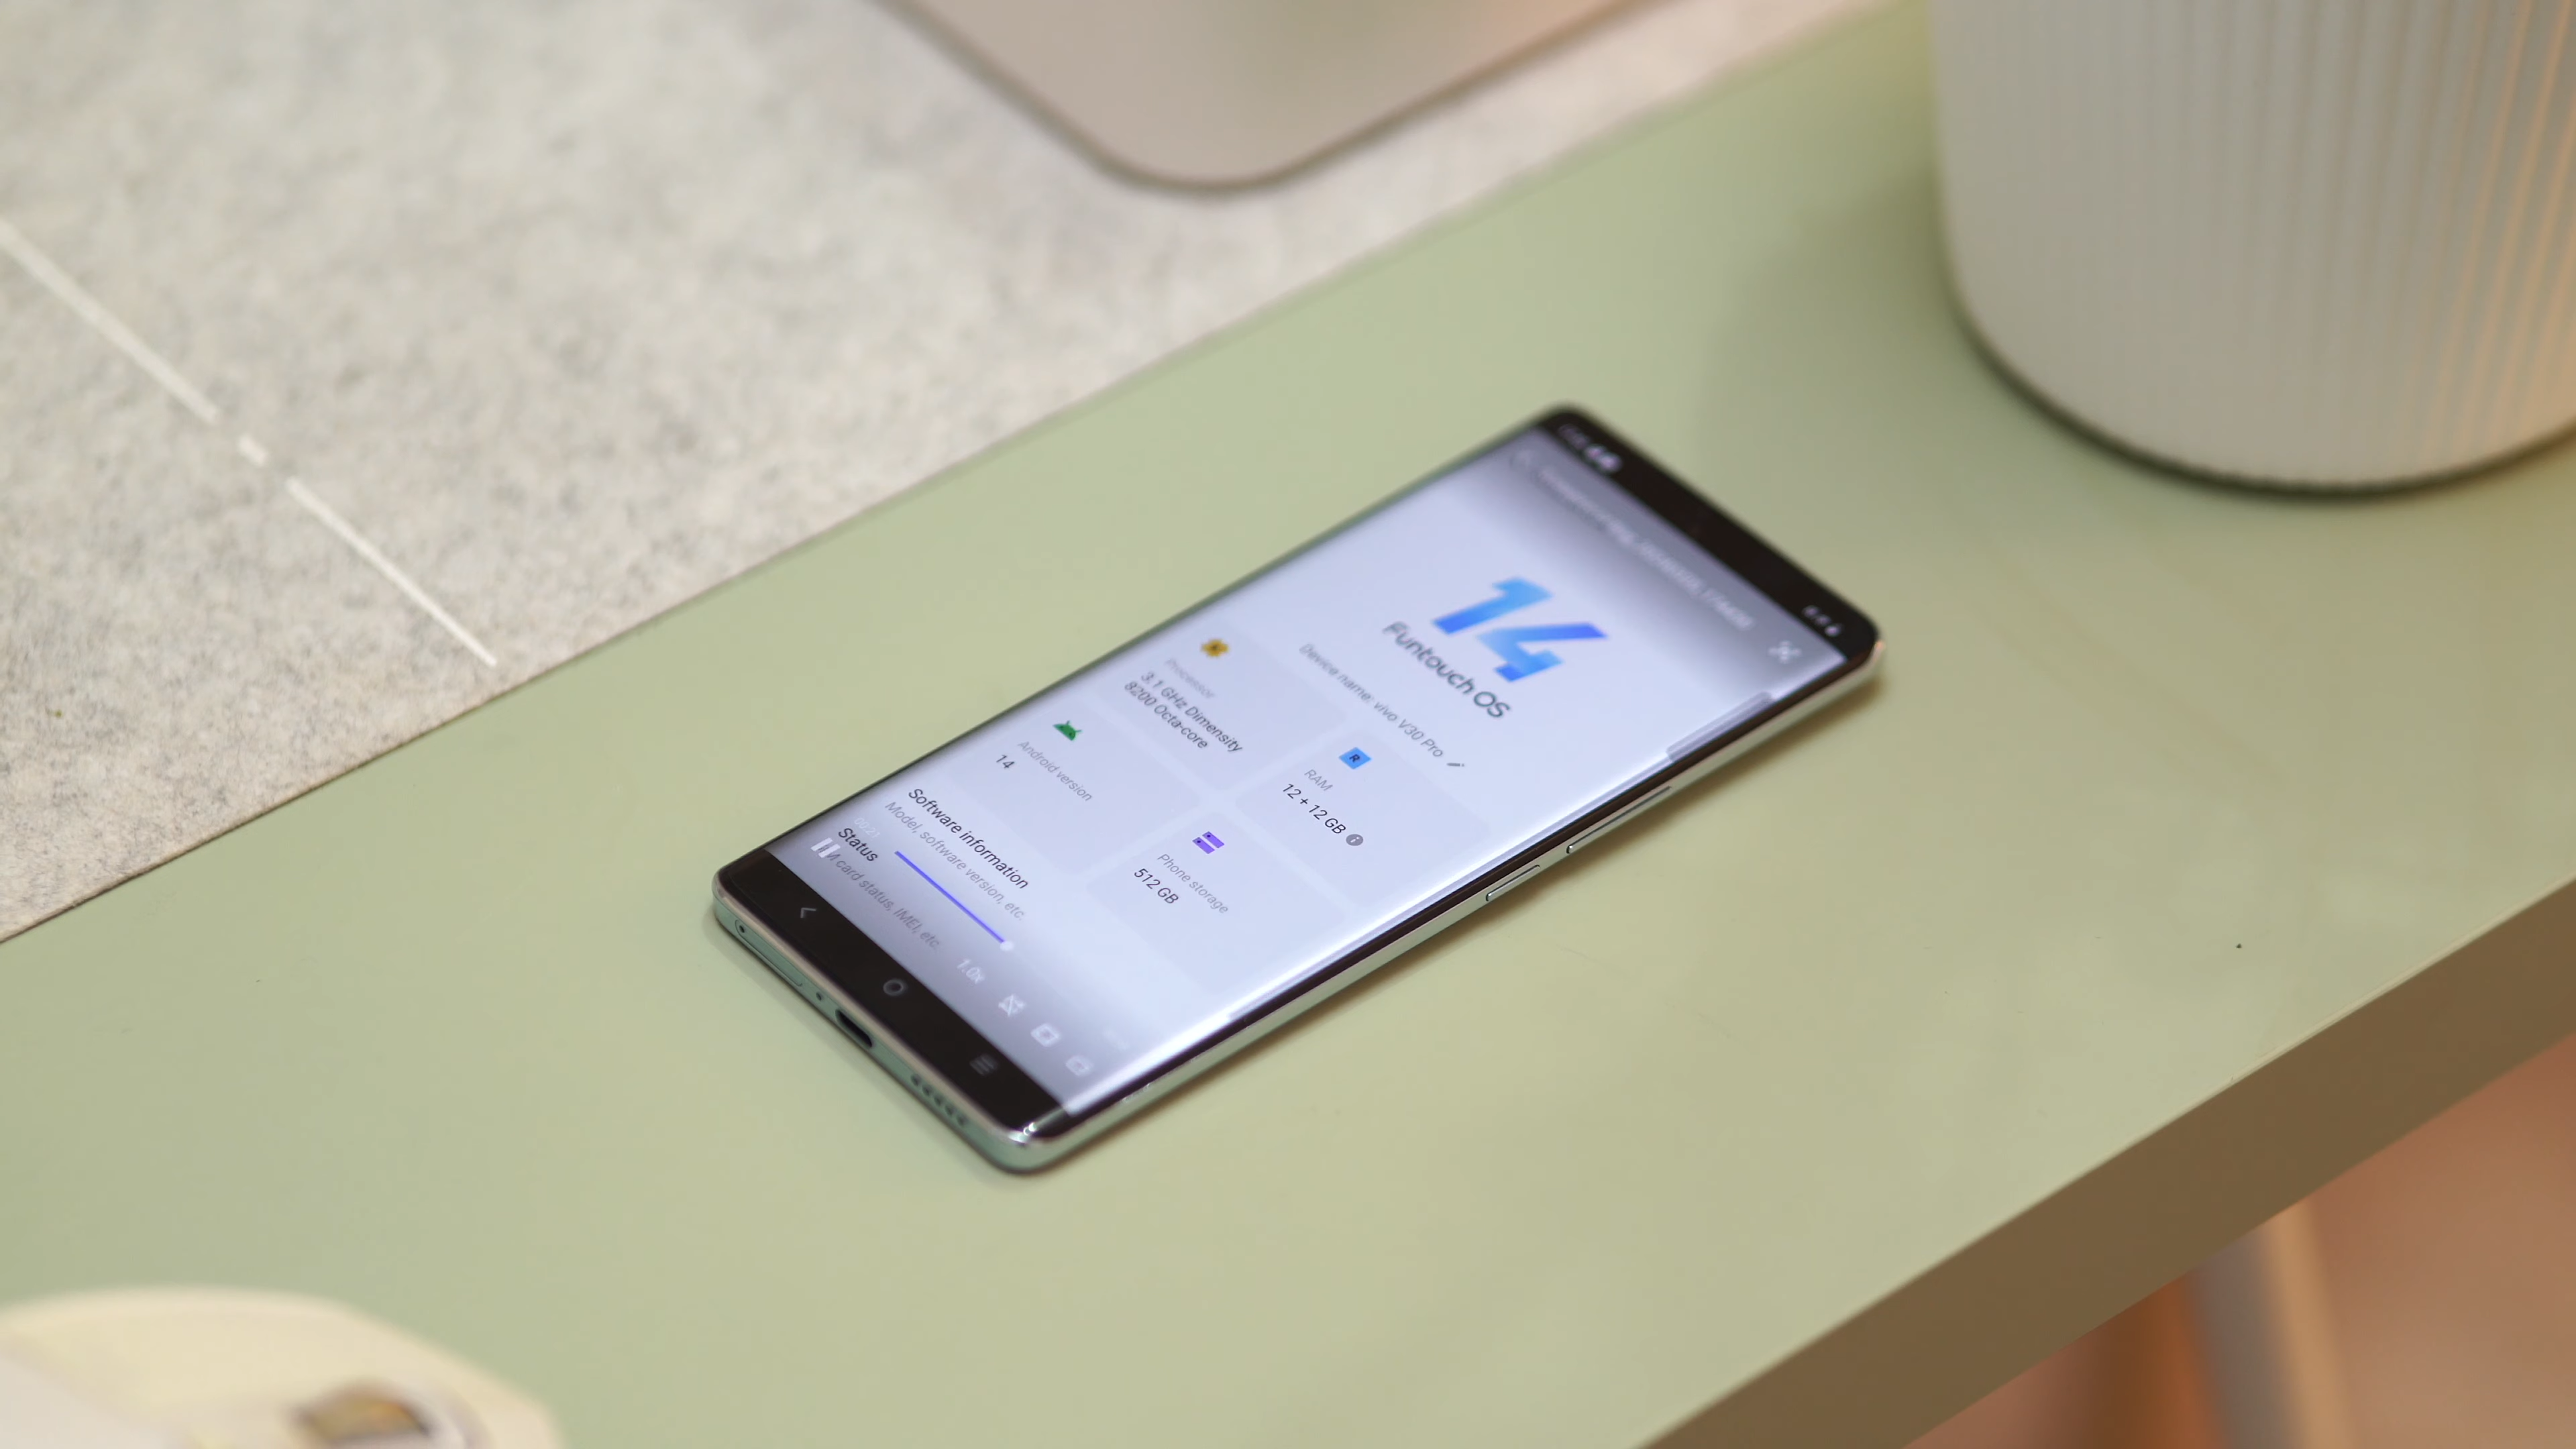 14
Funtouch OS
Device name: vivo V30 Pro
Processor
3.1 GHz Dimensity
8200 Octa-core
R
RAM
12 + 12 GB
Android version
14
Phone storage
512 GB
Software information
Model, software version, etc.
Status
card status, IMEI, etc.
1.0x